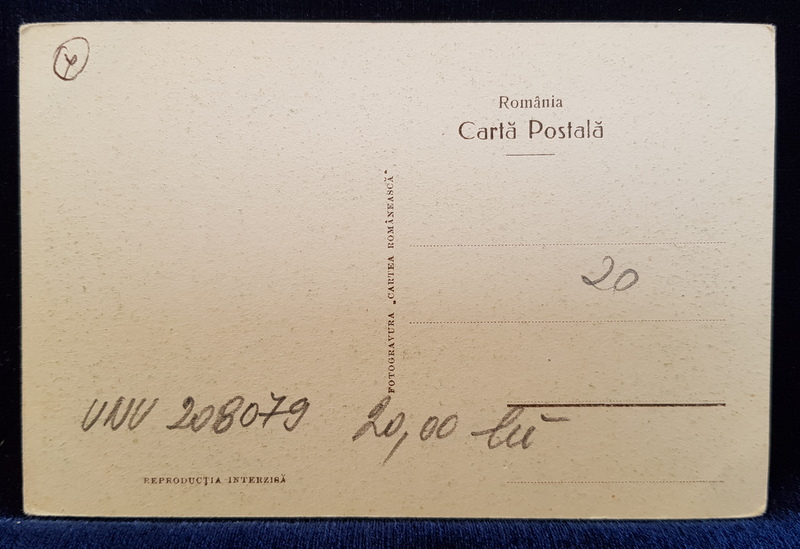 România
Cartă Postală
FOTOGRAVURA „CARTEA ROMÂNEASCĂ"
20
UNU 208079 20,00 lei
REPRODUCȚIA INTERZISĂ